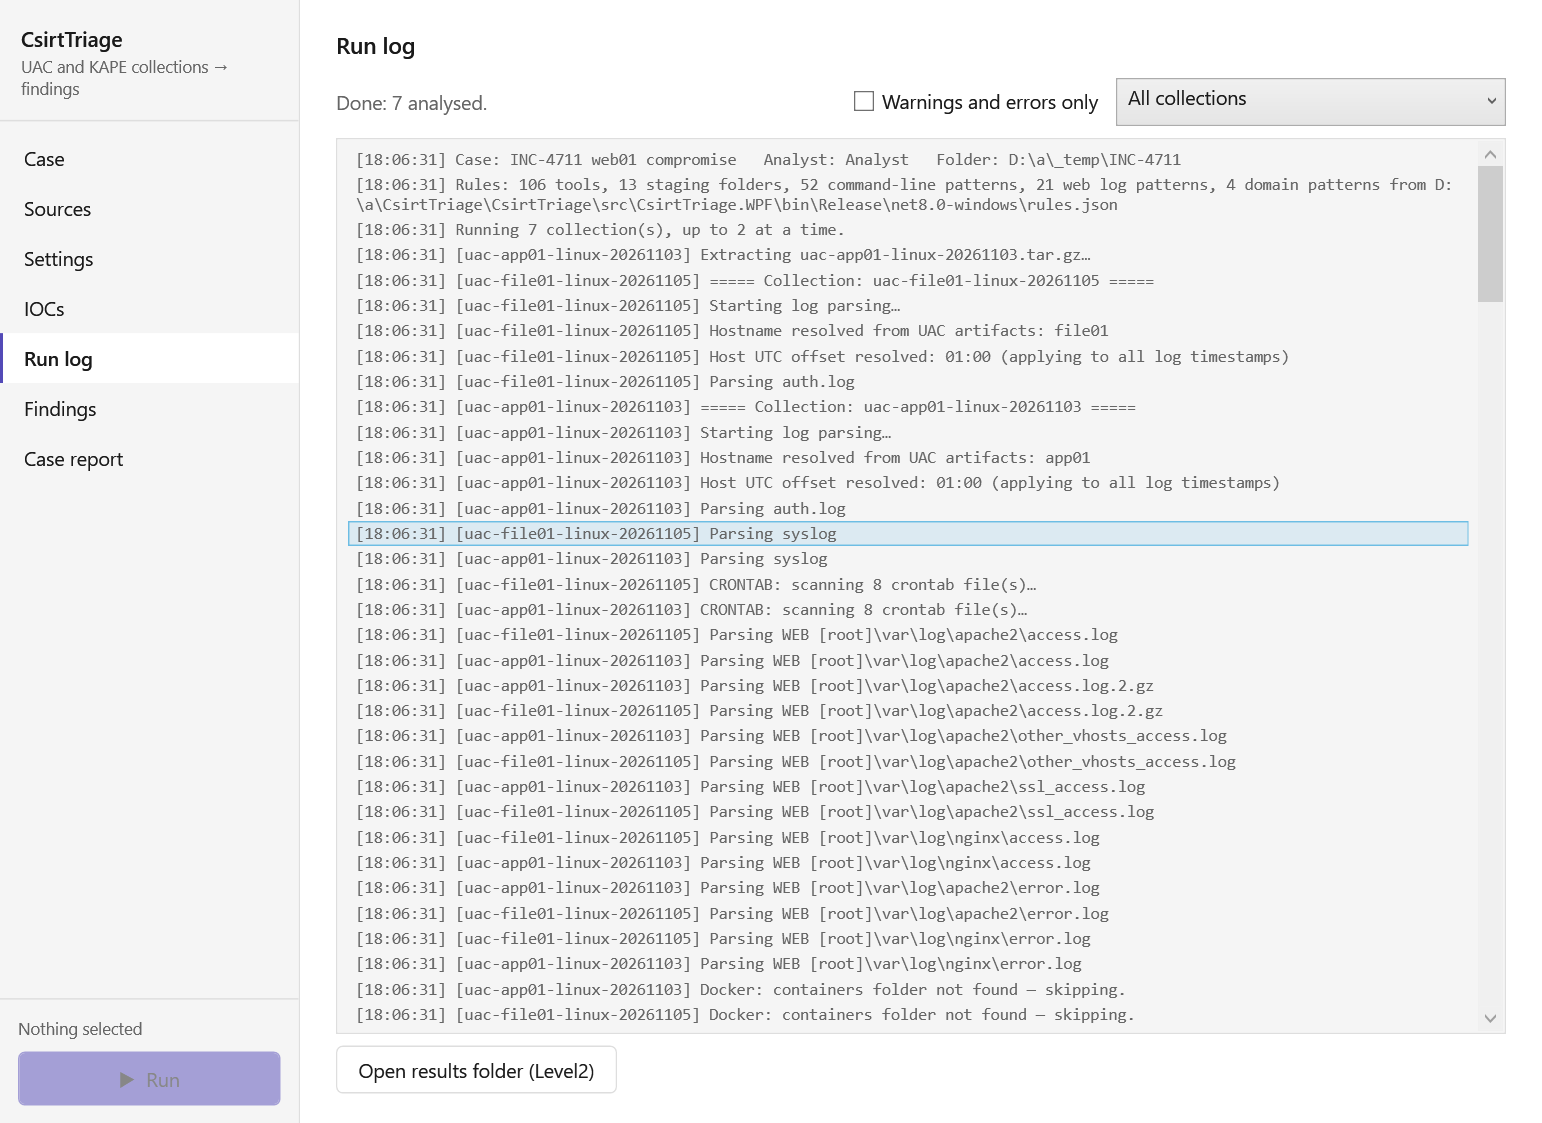 CsirtTriage
UAC and KAPE collections →
findings
Case
Sources
Settings
IOCs
Run log
Findings
Case report
Nothing selected
Run
Run log
Done: 7 analysed.
Warnings and errors only
All collections
[18:06:31] Case: INC-4711 web01 compromise   Analyst: Analyst   Folder: D:\a\_temp\INC-4711
[18:06:31] Rules: 106 tools, 13 staging folders, 52 command-line patterns, 21 web log patterns, 4 domain patterns from D:
\a\CsirtTriage\CsirtTriage\src\CsirtTriage.WPF\bin\Release\net8.0-windows\rules.json
[18:06:31] Running 7 collection(s), up to 2 at a time.
[18:06:31] [uac-app01-linux-20261103] Extracting uac-app01-linux-20261103.tar.gz…
[18:06:31] [uac-file01-linux-20261105] ===== Collection: uac-file01-linux-20261105 =====
[18:06:31] [uac-file01-linux-20261105] Starting log parsing…
[18:06:31] [uac-file01-linux-20261105] Hostname resolved from UAC artifacts: file01
[18:06:31] [uac-file01-linux-20261105] Host UTC offset resolved: 01:00 (applying to all log timestamps)
[18:06:31] [uac-file01-linux-20261105] Parsing auth.log
[18:06:31] [uac-app01-linux-20261103] ===== Collection: uac-app01-linux-20261103 =====
[18:06:31] [uac-app01-linux-20261103] Starting log parsing…
[18:06:31] [uac-app01-linux-20261103] Hostname resolved from UAC artifacts: app01
[18:06:31] [uac-app01-linux-20261103] Host UTC offset resolved: 01:00 (applying to all log timestamps)
[18:06:31] [uac-app01-linux-20261103] Parsing auth.log
[18:06:31] [uac-file01-linux-20261105] Parsing syslog
[18:06:31] [uac-app01-linux-20261103] Parsing syslog
[18:06:31] [uac-file01-linux-20261105] CRONTAB: scanning 8 crontab file(s)…
[18:06:31] [uac-app01-linux-20261103] CRONTAB: scanning 8 crontab file(s)…
[18:06:31] [uac-file01-linux-20261105] Parsing WEB [root]\var\log\apache2\access.log
[18:06:31] [uac-app01-linux-20261103] Parsing WEB [root]\var\log\apache2\access.log
[18:06:31] [uac-app01-linux-20261103] Parsing WEB [root]\var\log\apache2\access.log.2.gz
[18:06:31] [uac-file01-linux-20261105] Parsing WEB [root]\var\log\apache2\access.log.2.gz
[18:06:31] [uac-app01-linux-20261103] Parsing WEB [root]\var\log\apache2\other_vhosts_access.log
[18:06:31] [uac-file01-linux-20261105] Parsing WEB [root]\var\log\apache2\other_vhosts_access.log
[18:06:31] [uac-app01-linux-20261103] Parsing WEB [root]\var\log\apache2\ssl_access.log
[18:06:31] [uac-file01-linux-20261105] Parsing WEB [root]\var\log\apache2\ssl_access.log
[18:06:31] [uac-file01-linux-20261105] Parsing WEB [root]\var\log\nginx\access.log
[18:06:31] [uac-app01-linux-20261103] Parsing WEB [root]\var\log\nginx\access.log
[18:06:31] [uac-app01-linux-20261103] Parsing WEB [root]\var\log\apache2\error.log
[18:06:31] [uac-file01-linux-20261105] Parsing WEB [root]\var\log\apache2\error.log
[18:06:31] [uac-file01-linux-20261105] Parsing WEB [root]\var\log\nginx\error.log
[18:06:31] [uac-app01-linux-20261103] Parsing WEB [root]\var\log\nginx\error.log
[18:06:31] [uac-app01-linux-20261103] Docker: containers folder not found — skipping.
[18:06:31] [uac-file01-linux-20261105] Docker: containers folder not found — skipping.
Open results folder (Level2)